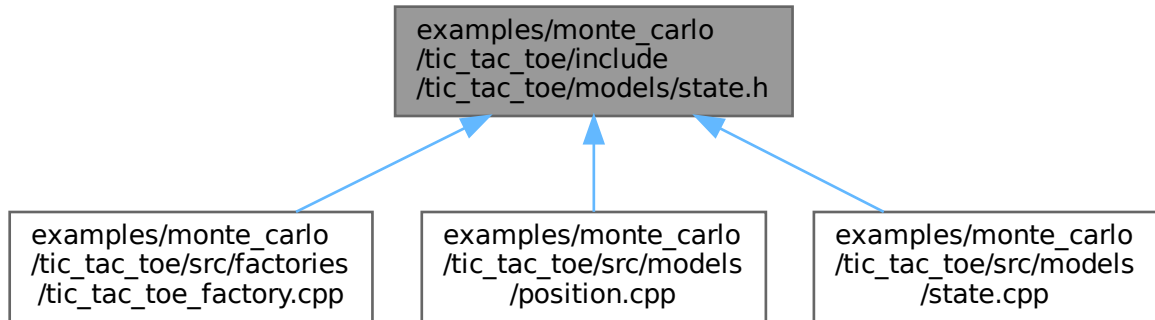 examples/monte_carlo
/tic_tac_toe/include
/tic_tac_toe/models/state.h
examples/monte_carlo
/tic_tac_toe/src/factories
/tic_tac_toe_factory.cpp
examples/monte_carlo
/tic_tac_toe/src/models
/position.cpp
examples/monte_carlo
/tic_tac_toe/src/models
/state.cpp